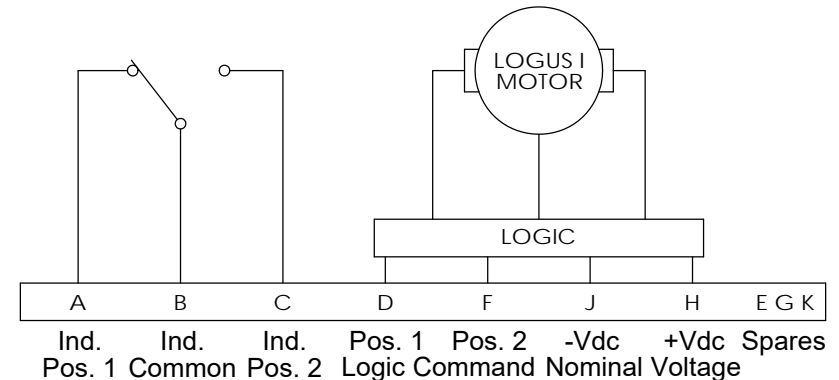 LOGUS I
MOTOR
LOGIC
A B C D F J H E G K
Ind. Ind. Ind. Pos. 1 Pos. 2 -Vdc +Vdc Spares
Pos. 1 Common Pos. 2 Logic Command Nominal Voltage